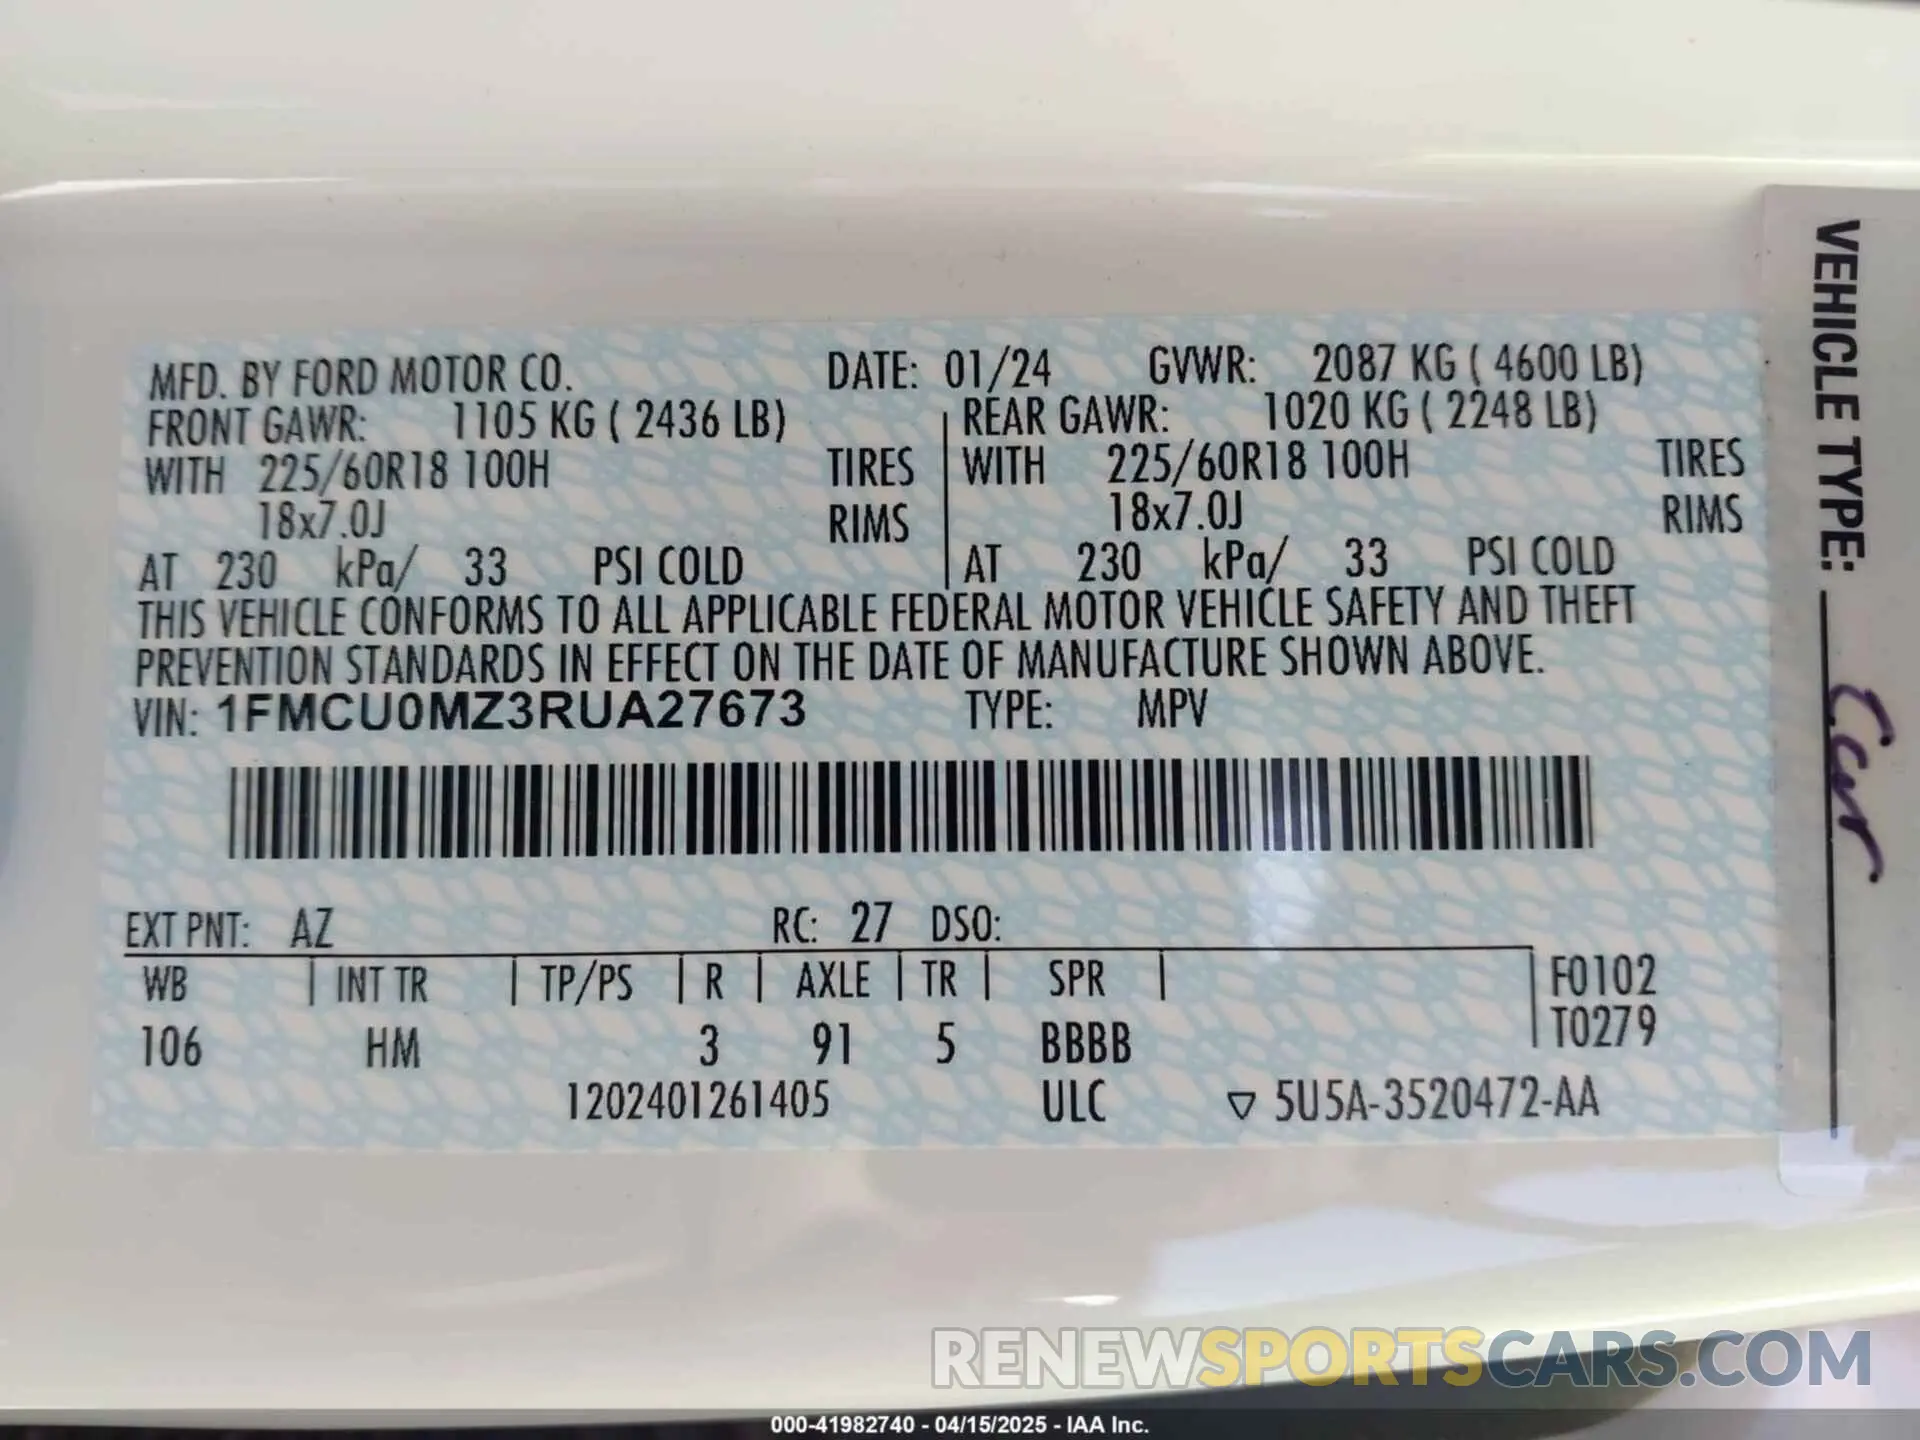 MFD. BY FORD MOTOR CO. DATE: 01/24 GVWR: 2087 KG ( 4600 LB)
FRONT GAWR: 1105 KG ( 2436 LB) REAR GAWR: 1020 KG ( 2248 LB)
WITH 225/60R18 100H TIRES WITH 225/60R18 100H TIRES
18x7.0J RIMS 18x7.0J RIMS
AT 230 kPa/ 33 PSI COLD AT 230 kPa/ 33 PSI COLD
THIS VEHICLE CONFORMS TO ALL APPLICABLE FEDERAL MOTOR VEHICLE SAFETY AND THEFT
PREVENTION STANDARDS IN EFFECT ON THE DATE OF MANUFACTURE SHOWN ABOVE.
VIN: 1FMCU0MZ3RUA27673 TYPE: MPV
EXT PNT: AZ RC: 27 DSO:
WB INT TR TP/PS R AXLE TR SPR F0102
T0279
106 HM 3 91 5 BBBB
1202401261405 ULC ▽ 5U5A-3520472-AA
VEHICLE TYPE:
RENEWSPORTSCARS.COM
000-41982740 - 04/15/2025 - IAA Inc.